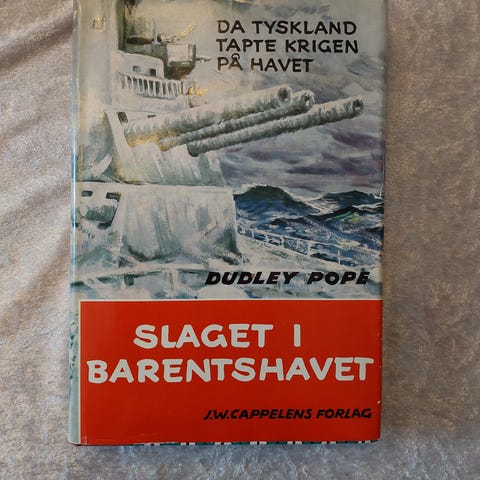 DA TYSKLAND
TAPTE KRIGEN
PÅ HAVET
DUDLEY POPE
SLAGET I
BARENTSHAVET
J.W.CAPPELENS FORLAG